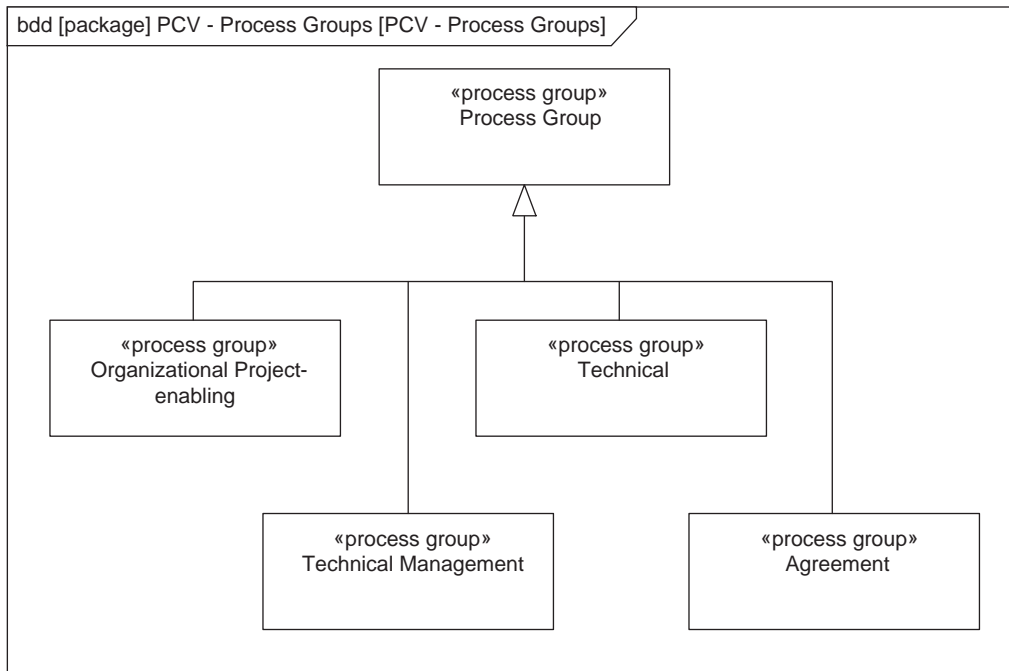 bdd [package] PCV - Process Groups [PCV - Process Groups]
«process group»
Process Group
«process group»
Organizational Project-
enabling
«process group»
Technical
«process group»
Technical Management
«process group»
Agreement